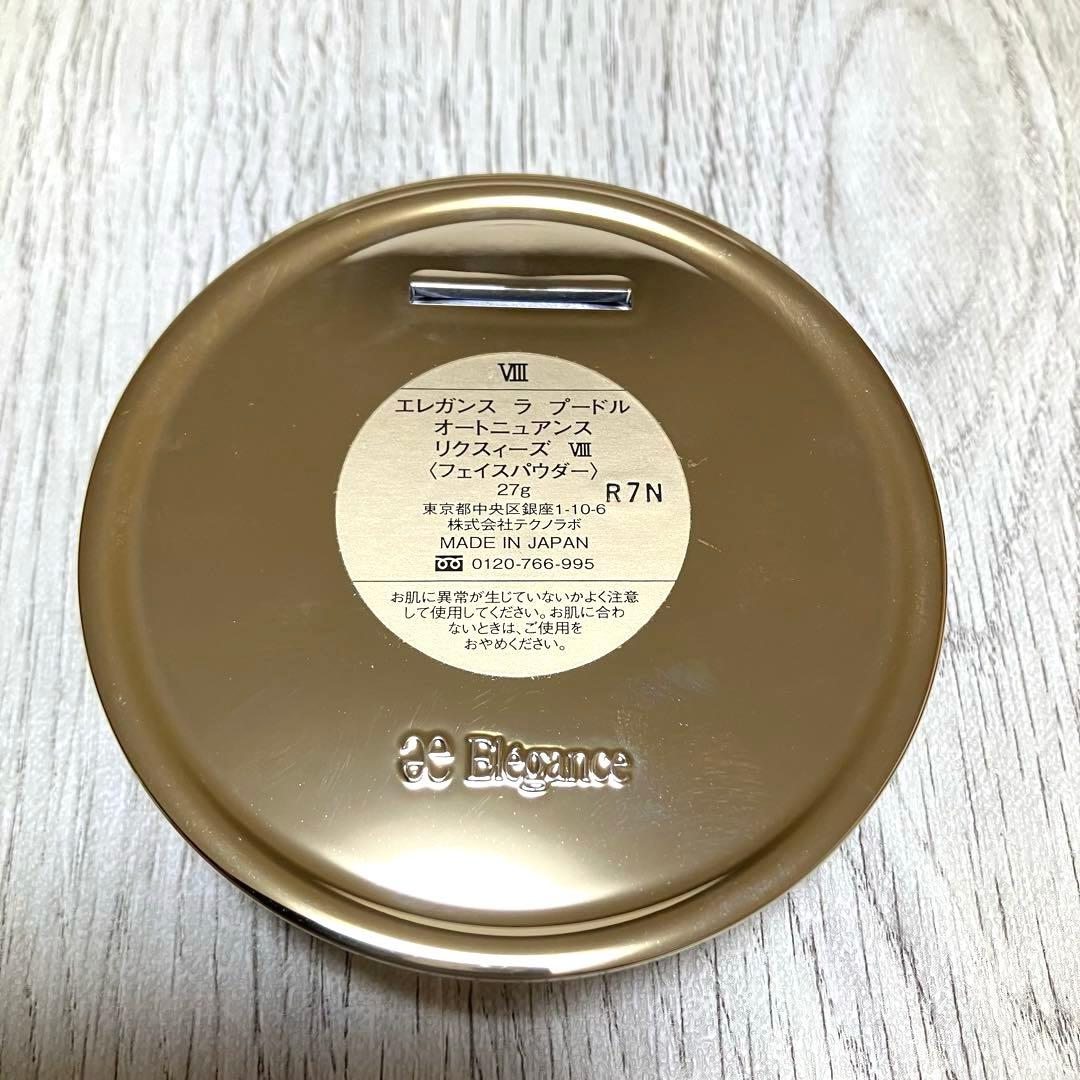 Ⅷ
エレガンス ラ プードル
オートニュアンス
リクスィーズ Ⅷ
〈フェイスパウダー〉
27g
R7N
東京都中央区銀座1-10-6
株式会社テクノラボ
MADE IN JAPAN
0120-766-995
お肌に異常が生じていないかよく注意
して使用してください。お肌に合わ
ないときは、ご使用を
おやめください。
ae Elégance